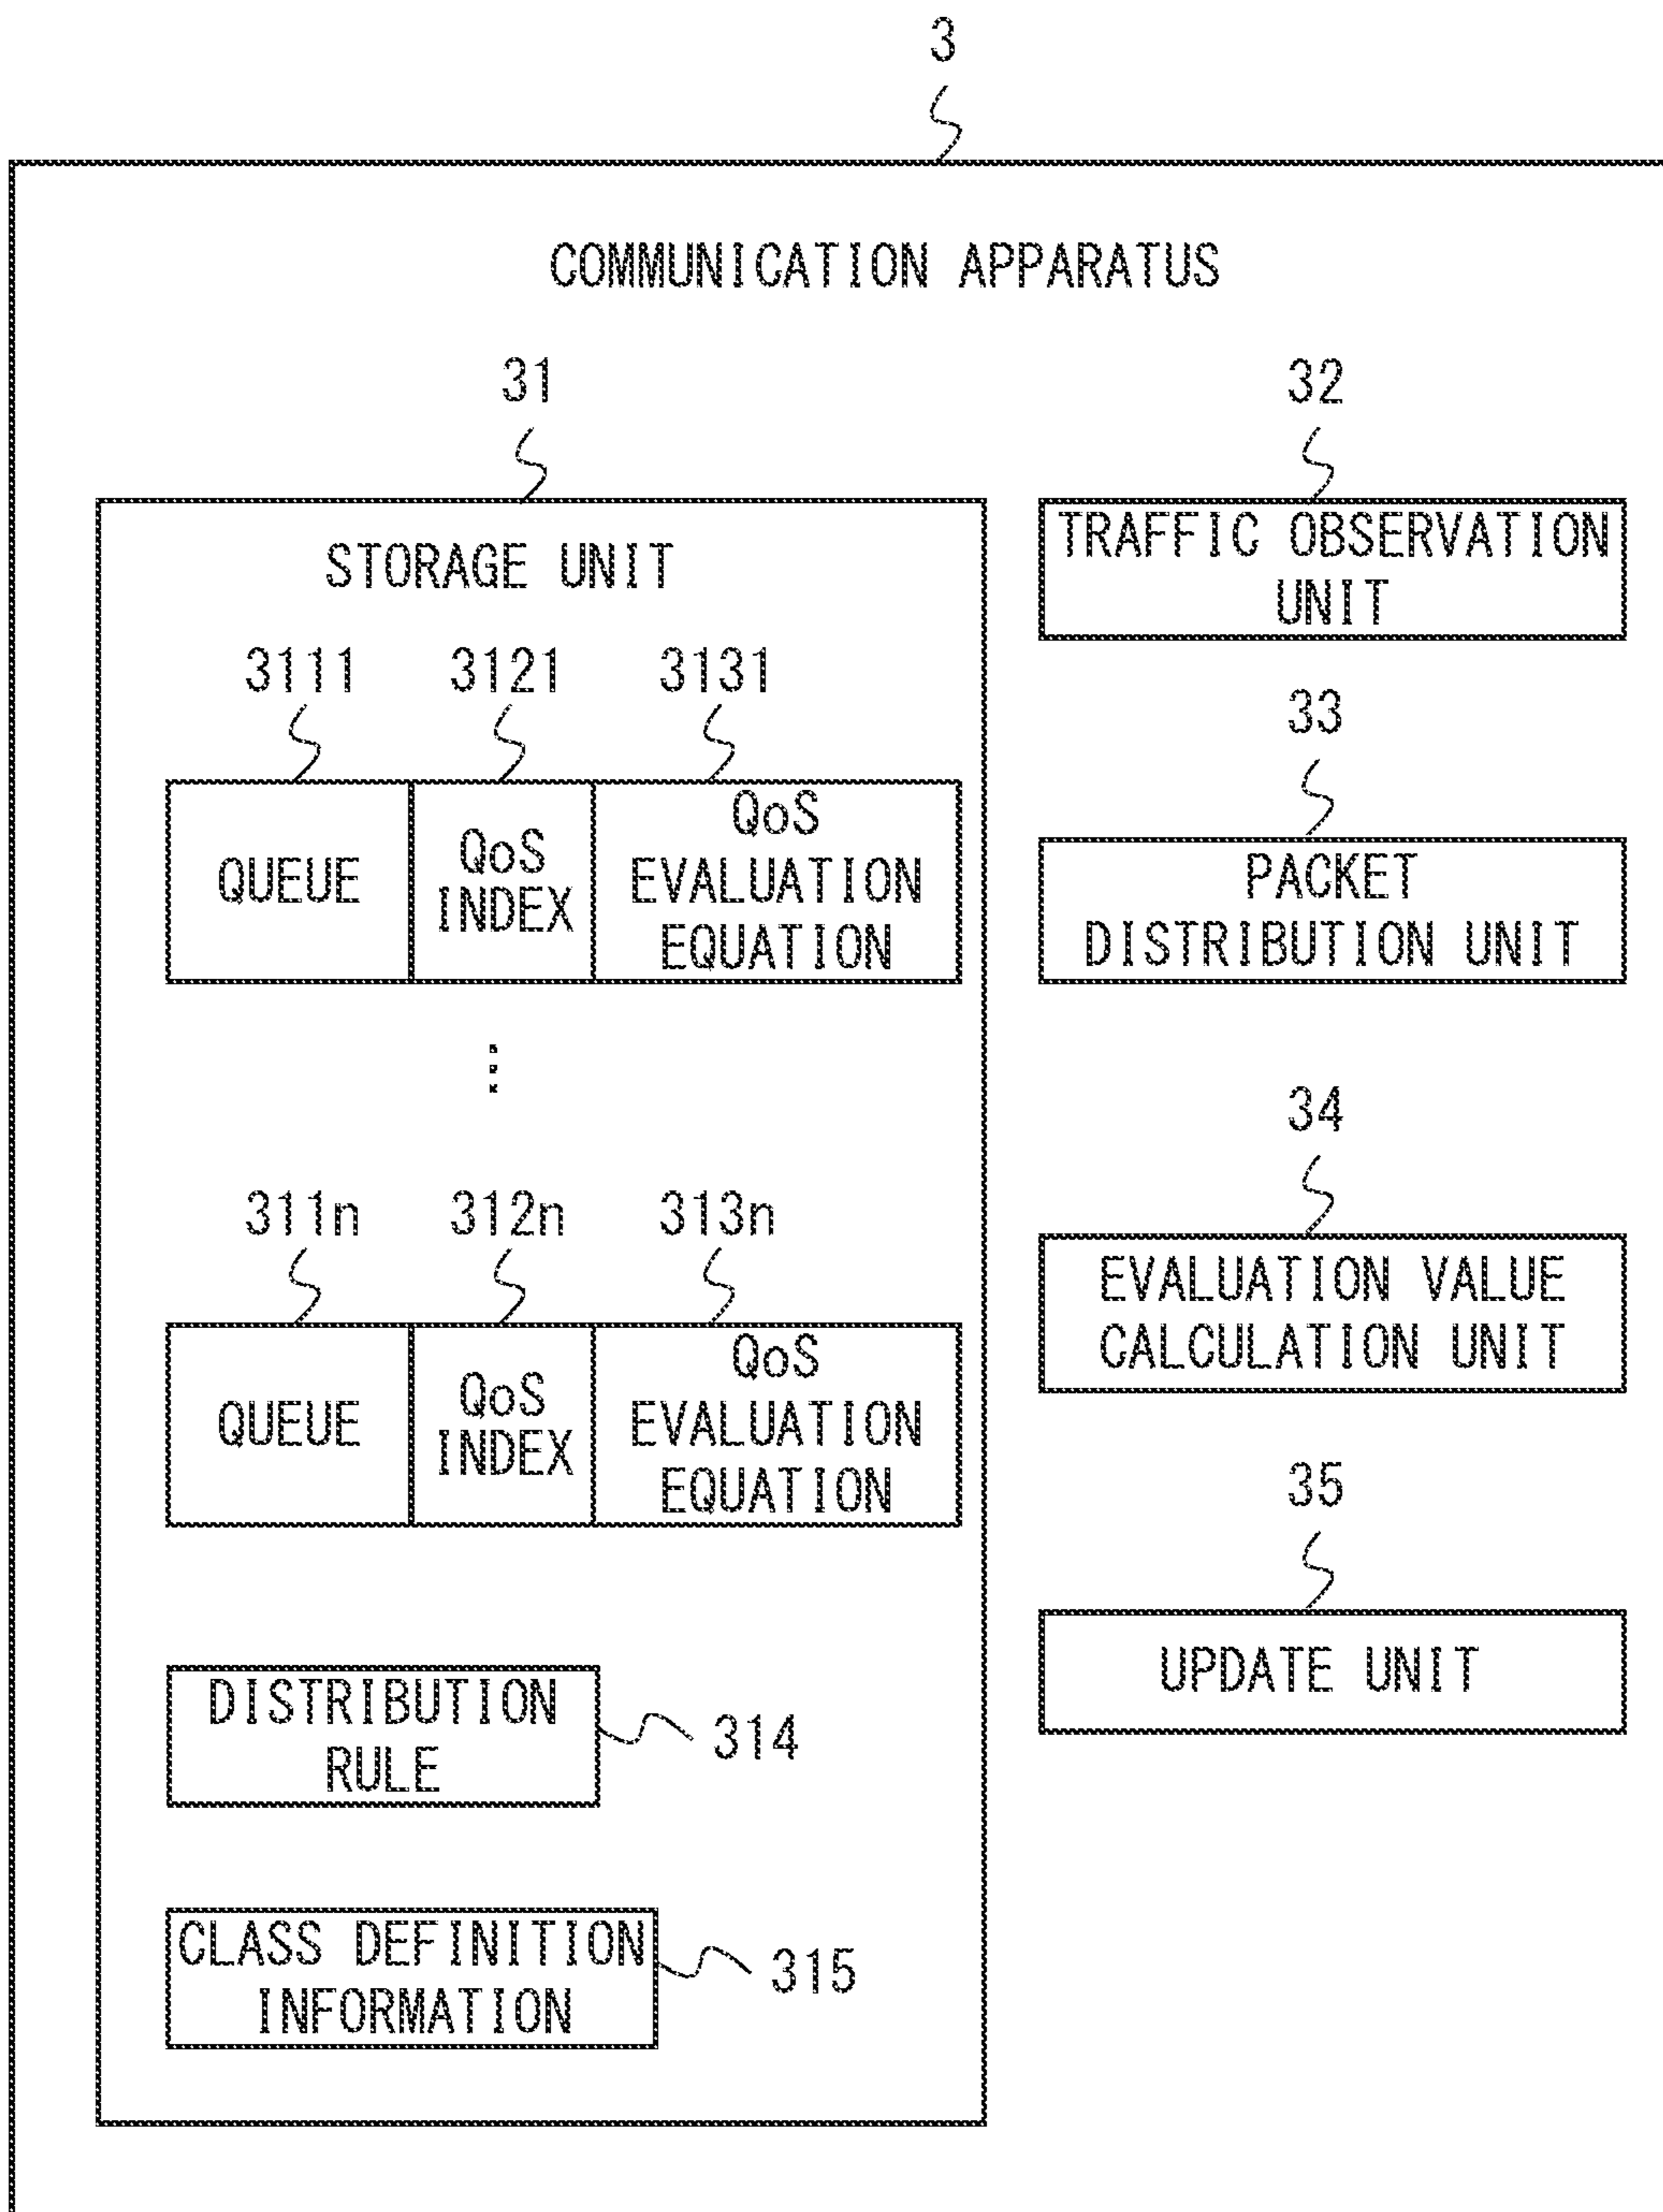 3
COMMUNICATION APPARATUS
31
STORAGE UNIT
3111 3121 3131
QUEUE
QoS
INDEX
QoS
EVALUATION
EQUATION
⋮
311n 312n 313n
QUEUE
QoS
INDEX
QoS
EVALUATION
EQUATION
DISTRIBUTION
RULE
314
CLASS DEFINITION
INFORMATION
315
32
TRAFFIC OBSERVATION
UNIT
33
PACKET
DISTRIBUTION UNIT
34
EVALUATION VALUE
CALCULATION UNIT
35
UPDATE UNIT